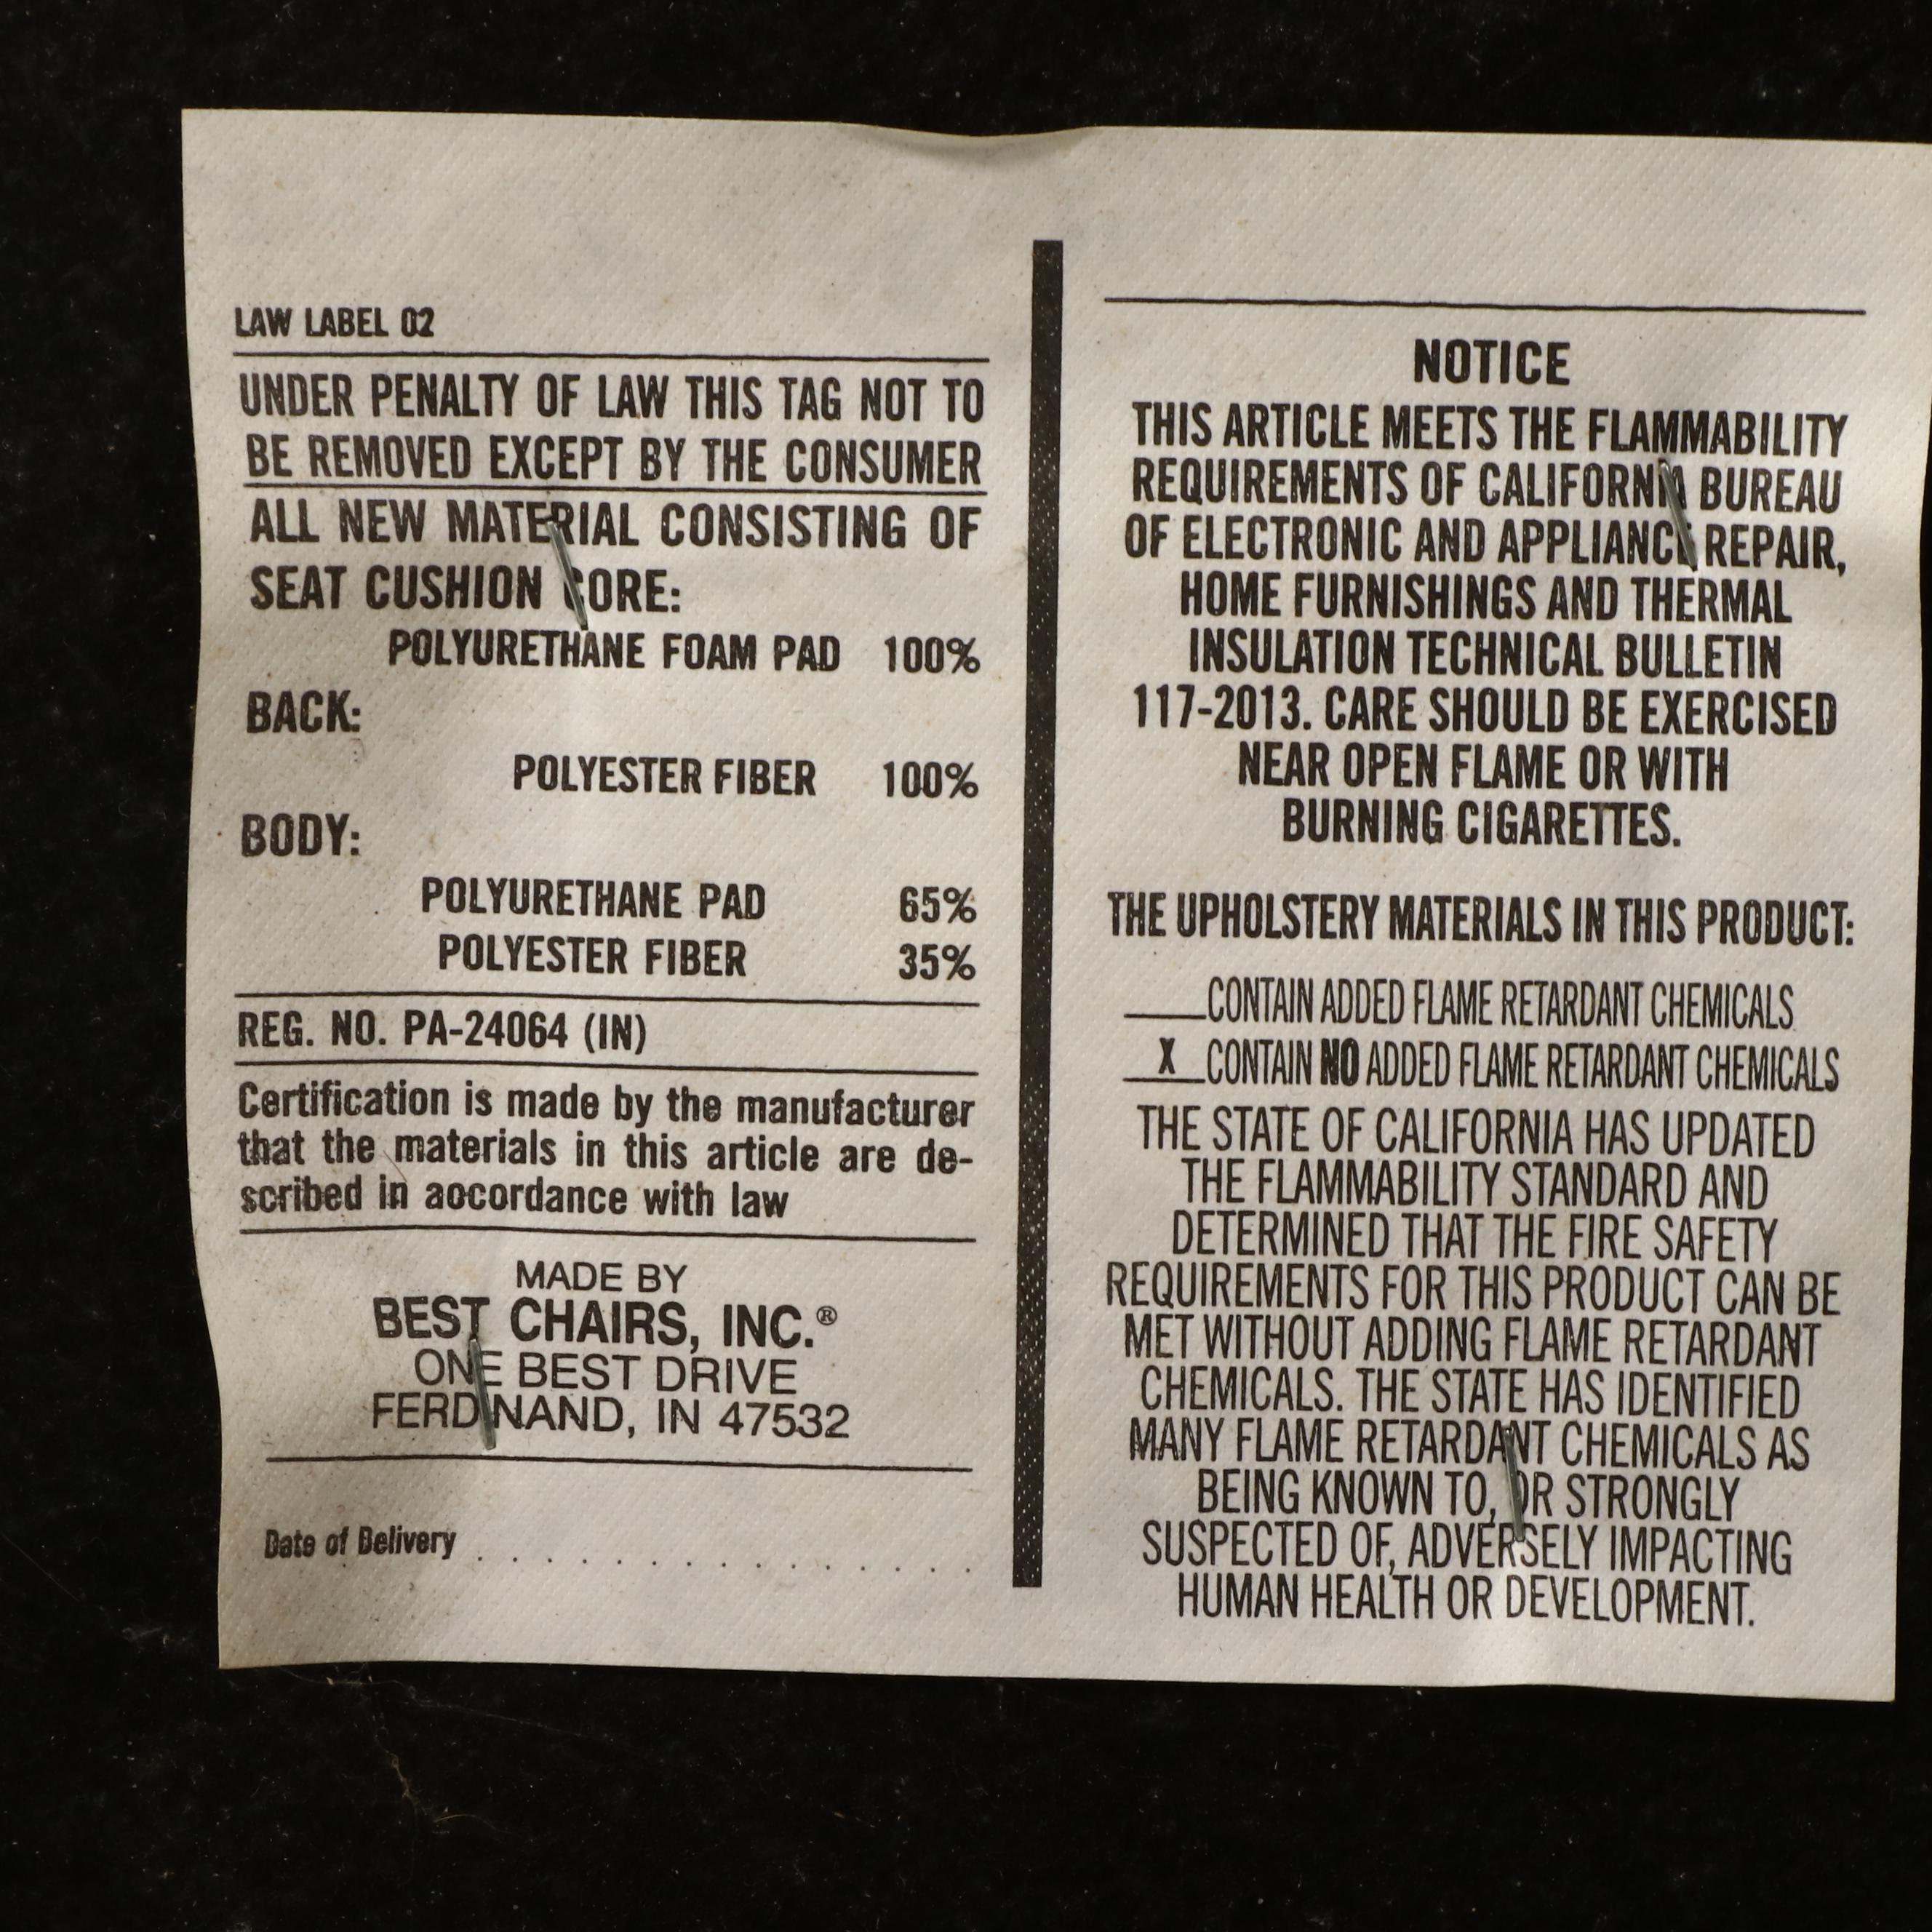 LAW LABEL 02
UNDER PENALTY OF LAW THIS TAG NOT TO
BE REMOVED EXCEPT BY THE CONSUMER
ALL NEW MATERIAL CONSISTING OF
SEAT CUSHION CORE:
POLYURETHANE FOAM PAD 100%
BACK:
POLYESTER FIBER 100%
BODY:
POLYURETHANE PAD 65%
POLYESTER FIBER 35%
REG. NO. PA-24064 (IN)
Certification is made by the manufacturer
that the materials in this article are de-
scribed in aocordance with law
MADE BY
BEST CHAIRS, INC.®
ONE BEST DRIVE
FERDINAND, IN 47532
Date of Delivery . . . . . . . . . . . . . . . .
NOTICE
THIS ARTICLE MEETS THE FLAMMABILITY
REQUIREMENTS OF CALIFORNIA BUREAU
OF ELECTRONIC AND APPLIANCE REPAIR,
HOME FURNISHINGS AND THERMAL
INSULATION TECHNICAL BULLETIN
117-2013. CARE SHOULD BE EXERCISED
NEAR OPEN FLAME OR WITH
BURNING CIGARETTES.
THE UPHOLSTERY MATERIALS IN THIS PRODUCT:
____CONTAIN ADDED FLAME RETARDANT CHEMICALS
__X__CONTAIN NO ADDED FLAME RETARDANT CHEMICALS
THE STATE OF CALIFORNIA HAS UPDATED
THE FLAMMABILITY STANDARD AND
DETERMINED THAT THE FIRE SAFETY
REQUIREMENTS FOR THIS PRODUCT CAN BE
MET WITHOUT ADDING FLAME RETARDANT
CHEMICALS. THE STATE HAS IDENTIFIED
MANY FLAME RETARDANT CHEMICALS AS
BEING KNOWN TO, OR STRONGLY
SUSPECTED OF, ADVERSELY IMPACTING
HUMAN HEALTH OR DEVELOPMENT.